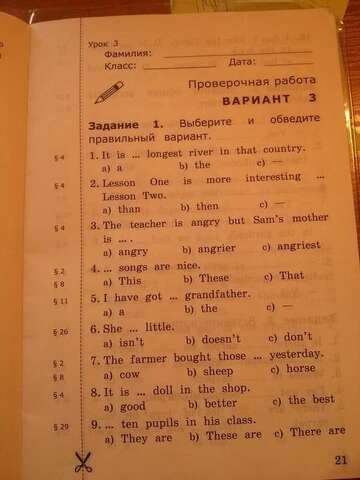 Урок 3
Фамилия:
Класс: Дата:
Проверочная работа
ВАРИАНТ 3
Задание 1. Выберите и обведите
правильный вариант.
§ 4 1. It is ... longest river in that country.
a) a b) the c) —
§ 4 2. Lesson One is more interesting ...
Lesson Two.
a) than b) then c) —
§ 4 3. The teacher is angry but Sam's mother
is ... .
a) angry b) angrier c) angriest
§ 2 4. ... songs are nice.
§ 8 a) This b) These c) That
§ 11 5. I have got ... grandfather.
a) a b) the c) —
§ 26 6. She ... little.
a) isn't b) doesn't c) don't
§ 2 7. The farmer bought those ... yesterday.
§ 8 a) cow b) sheep c) horse
§ 4 8. It is ... doll in the shop.
a) good b) better c) the best
§ 29 9. ... ten pupils in his class.
a) They are b) These are c) There are
21